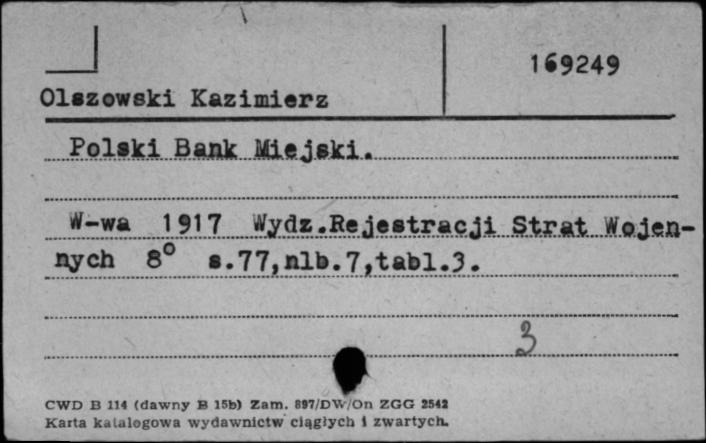 169249
Olszowski Kazimierz
Polski Bank Miejski.
W-wa 1917 Wydz.Rejestracji Strat Wojen-
nych 8° s.77,nlb.7,tabl.3.
3
CWD B 114 (dawny B 15b) Zam. 897/DW/On ZGG 2542
Karta katalogowa wydawnictw ciągłych i zwartych.